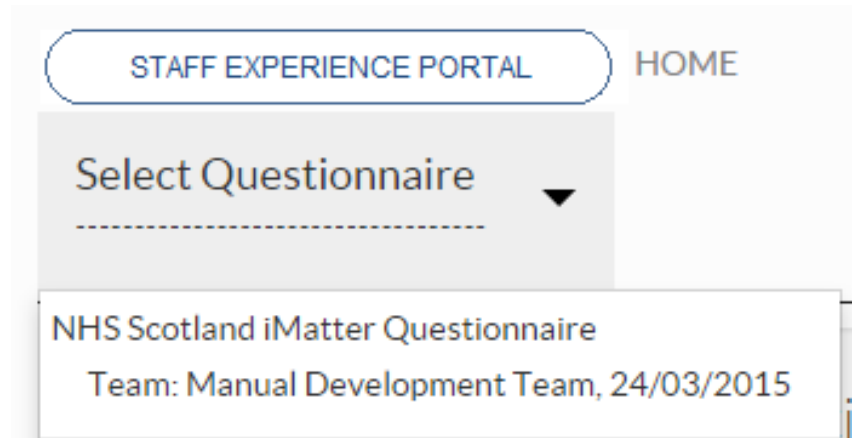 STAFF EXPERIENCE PORTAL HOME
Select Questionnaire
----------------------------------
NHS Scotland iMatter Questionnaire
Team: Manual Development Team, 24/03/2015